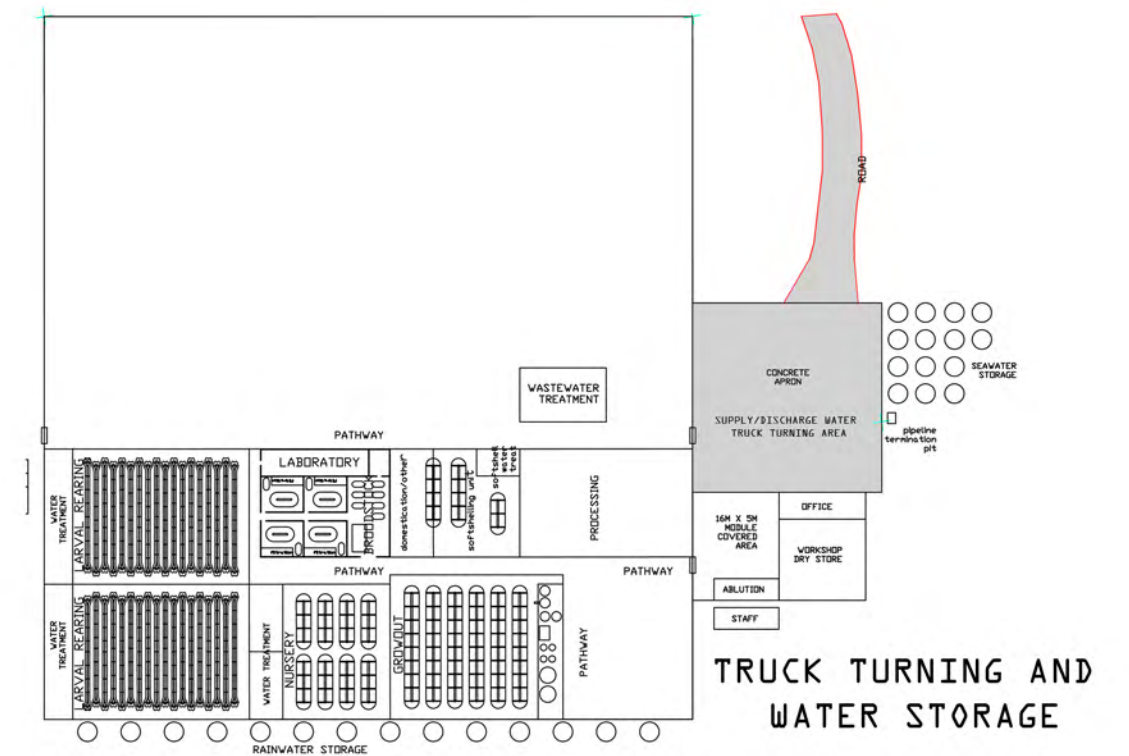 ROAD
CONCRETE
APRON
SEAWATER
STORAGE
WASTEWATER
TREATMENT
SUPPLY/DISCHARGE WATER
TRUCK TURNING AREA
pipeline
termination
pit
PATHWAY
WATER
TREATMENT
LARVAL REARING
LABORATORY
BROODSTOCK
domestication/other
softshelling unit
softshell
water
treat
PROCESSING
16M X 5M
MODULE
COVERED
AREA
OFFICE
WORKSHOP
DRY STORE
PATHWAY
PATHWAY
ABLUTION
STAFF
WATER
TREATMENT
LARVAL REARING
WATER TREATMENT
NURSERY
GROWOUT
PATHWAY
RAINWATER STORAGE
TRUCK TURNING AND
WATER STORAGE